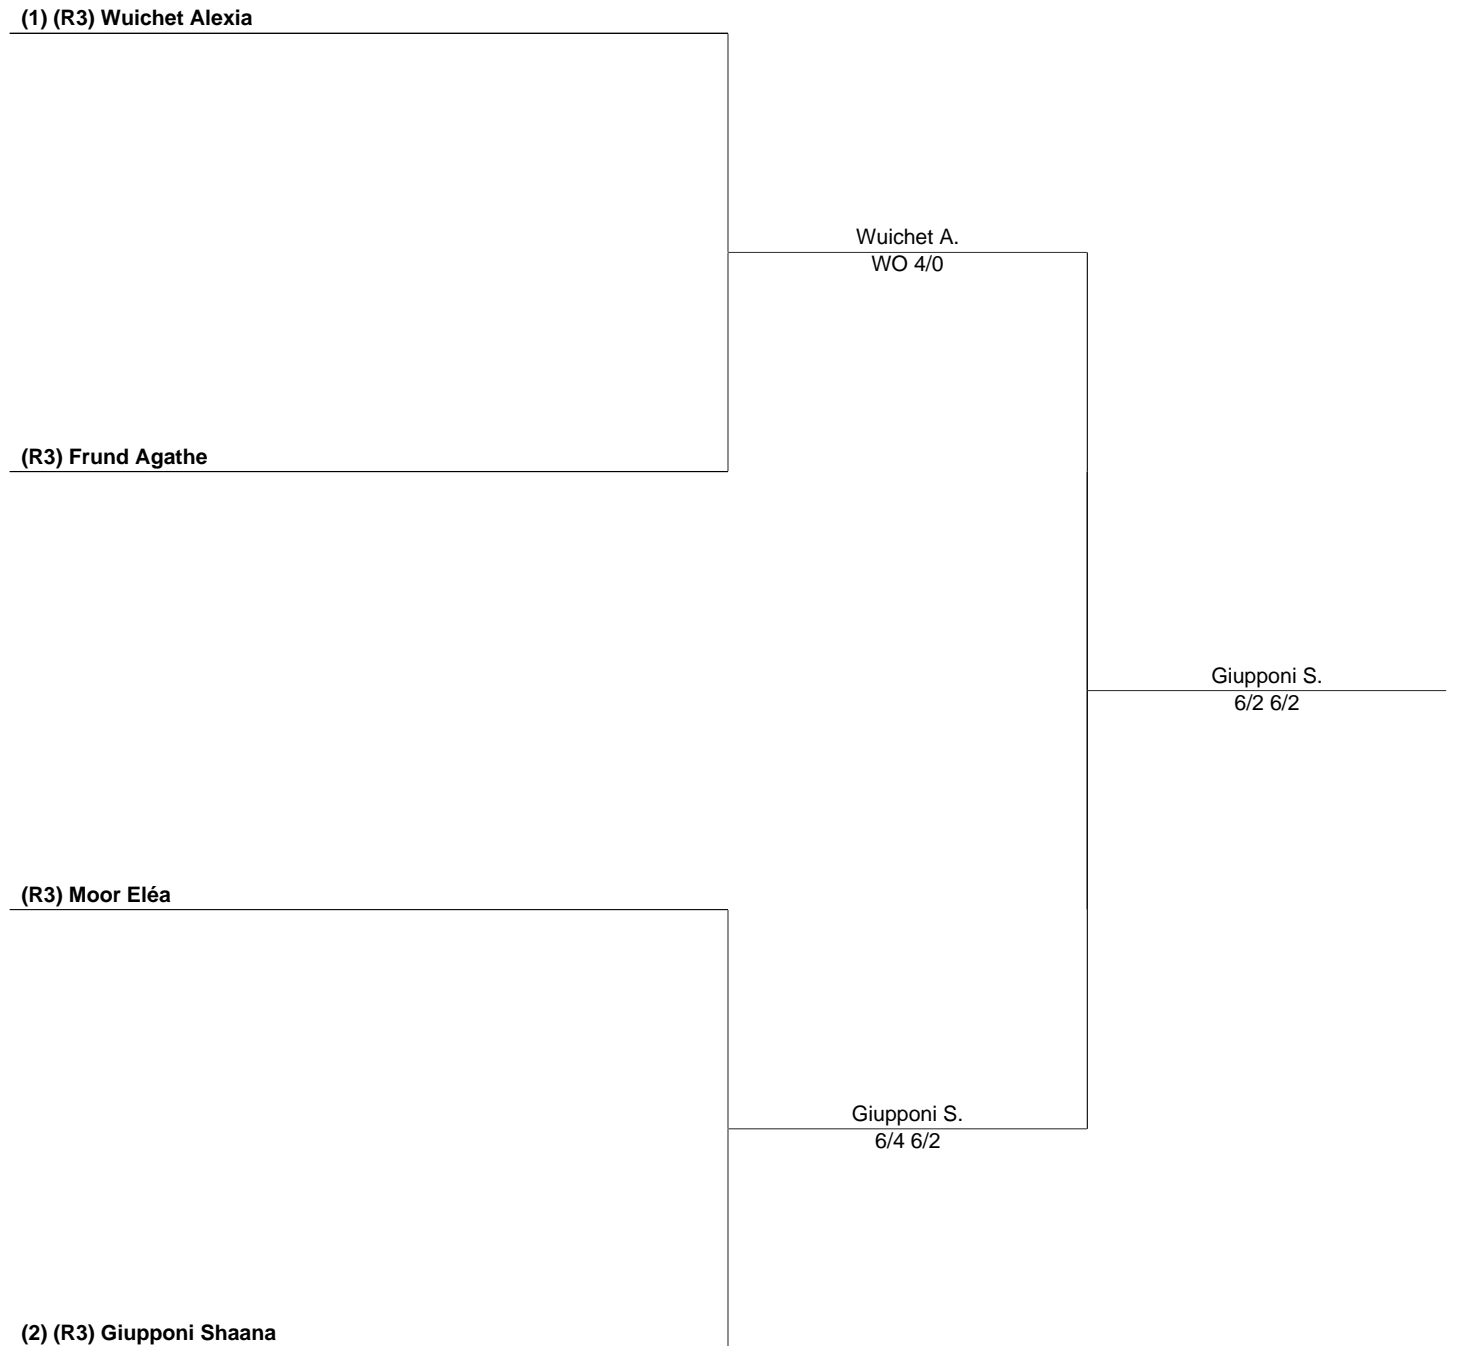 (1) (R3) Wuichet Alexia
Wuichet A.
WO 4/0
(R3) Frund Agathe
Giupponi S.
6/2 6/2
(R3) Moor Eléa
Giupponi S.
6/4 6/2
(2) (R3) Giupponi Shaana